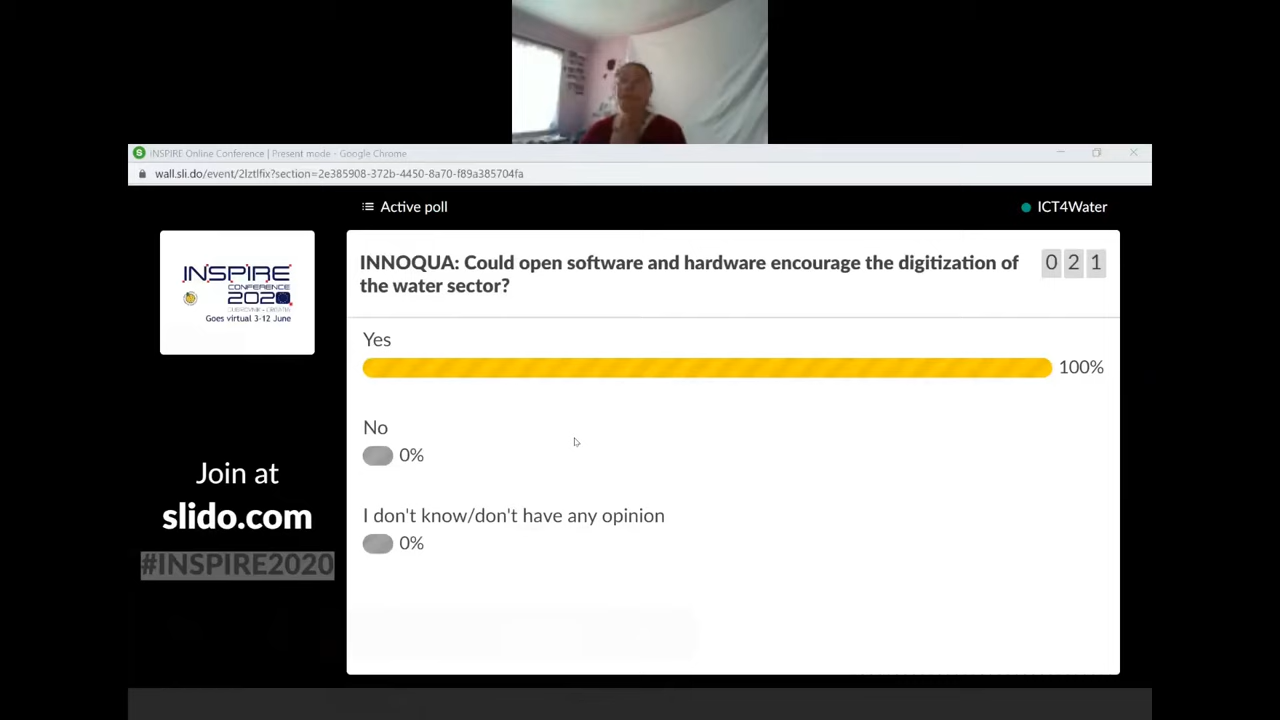 INSPIRE Online Conference | Present mode - Google Chrome
wall.sli.do/event/2lztlfix?section=2e385908-372b-4450-8a70-f89a385704fa
Active poll
ICT4Water
INSPIRE
CONFERENCE
2020
DUBROVNIK - CROATIA
Goes virtual 3-12 June
INNOQUA: Could open software and hardware encourage the digitization of
the water sector?
0 2 1
Yes
100%
No
0%
I don't know/don't have any opinion
0%
Join at
slido.com
#INSPIRE2020